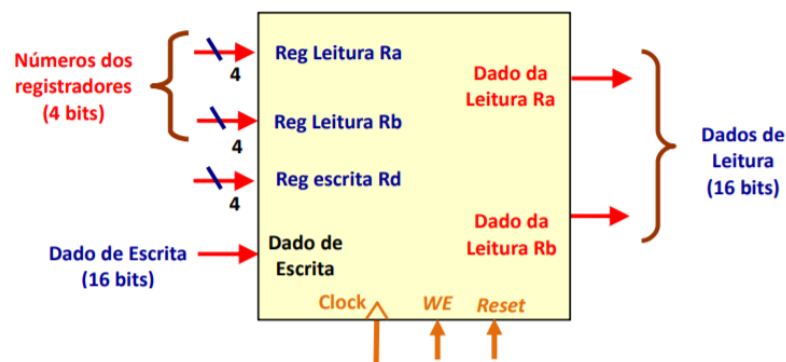 Números dos
registradores
(4 bits)
4
Reg Leitura Ra
4
Reg Leitura Rb
4
Reg escrita Rd
Dado de Escrita
(16 bits)
Dado de
Escrita
Dado da
Leitura Ra
Dado da
Leitura Rb
Dados de
Leitura
(16 bits)
Clock
WE
Reset